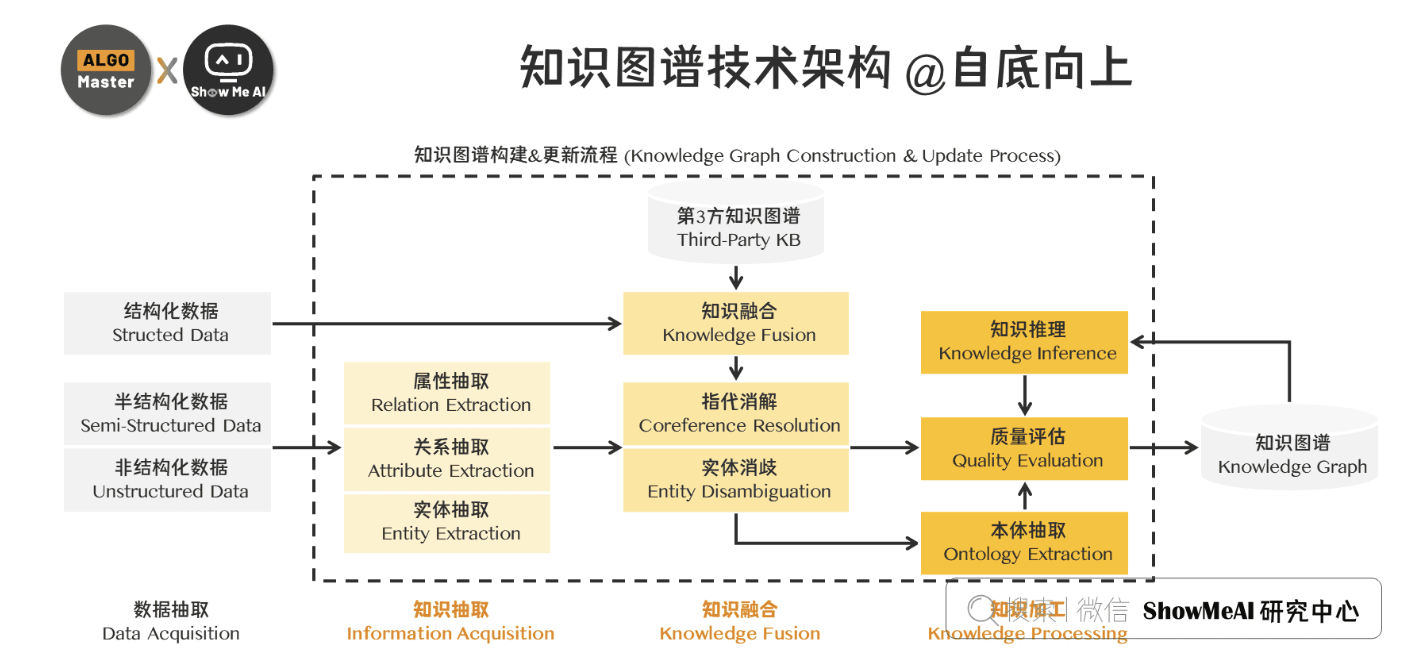 ALGO
Master
X
Show Me AI
知识图谱技术架构 @自底向上
知识图谱构建&更新流程 (Knowledge Graph Construction & Update Process)
第3方知识图谱
Third-Party KB
结构化数据
Structed Data
半结构化数据
Semi-Structured Data
非结构化数据
Unstructured Data
属性抽取
Relation Extraction
关系抽取
Attribute Extraction
实体抽取
Entity Extraction
知识融合
Knowledge Fusion
指代消解
Coreference Resolution
实体消歧
Entity Disambiguation
知识推理
Knowledge Inference
质量评估
Quality Evaluation
本体抽取
Ontology Extraction
知识图谱
Knowledge Graph
数据抽取
Data Acquisition
知识抽取
Information Acquisition
知识融合
Knowledge Fusion
知识加工
Knowledge Processing
搜索 | 微信 ShowMeAI 研究中心